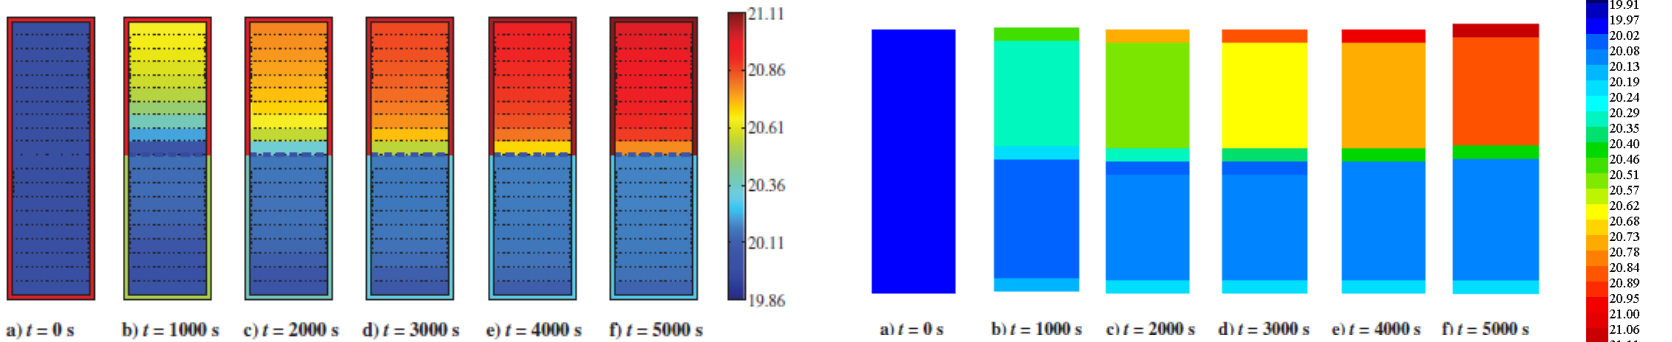 21.11
20.86
20.61
20.36
20.11
19.86
a) t = 0 s
b) t = 1000 s
c) t = 2000 s
d) t = 3000 s
e) t = 4000 s
f) t = 5000 s
19.91
19.97
20.02
20.08
20.13
20.19
20.24
20.29
20.35
20.40
20.46
20.51
20.57
20.62
20.68
20.73
20.78
20.84
20.89
20.95
21.00
21.06
a) t = 0 s
b) t = 1000 s
c) t = 2000 s
d) t = 3000 s
e) t = 4000 s
f) t = 5000 s